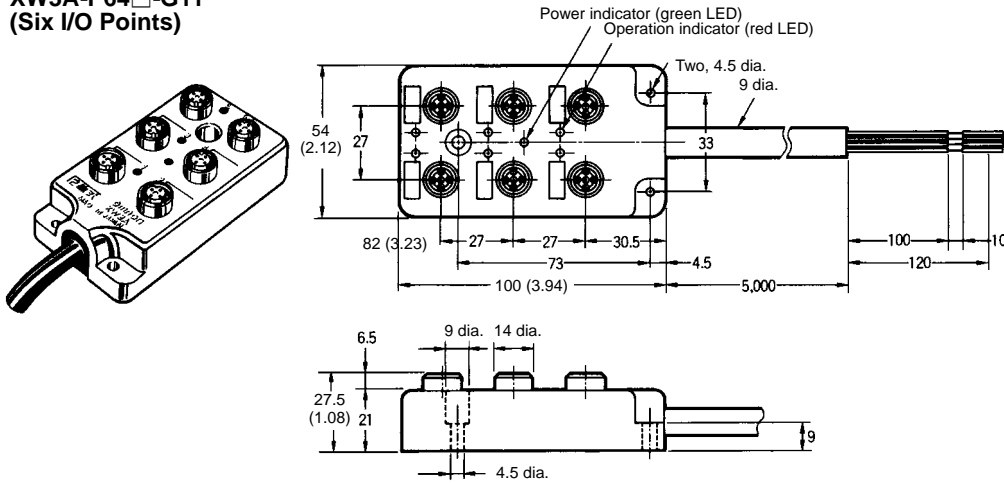 (Six I/O Points)
Power indicator (green LED)
Operation indicator (red LED)
Two, 4.5 dia.
9 dia.
54
(2.12)
27
33
82 (3.23)
27
27
30.5
73
4.5
100 (3.94)
5,000
100
10
120
6.5
9 dia.
14 dia.
27.5
(1.08)
21
9
4.5 dia.